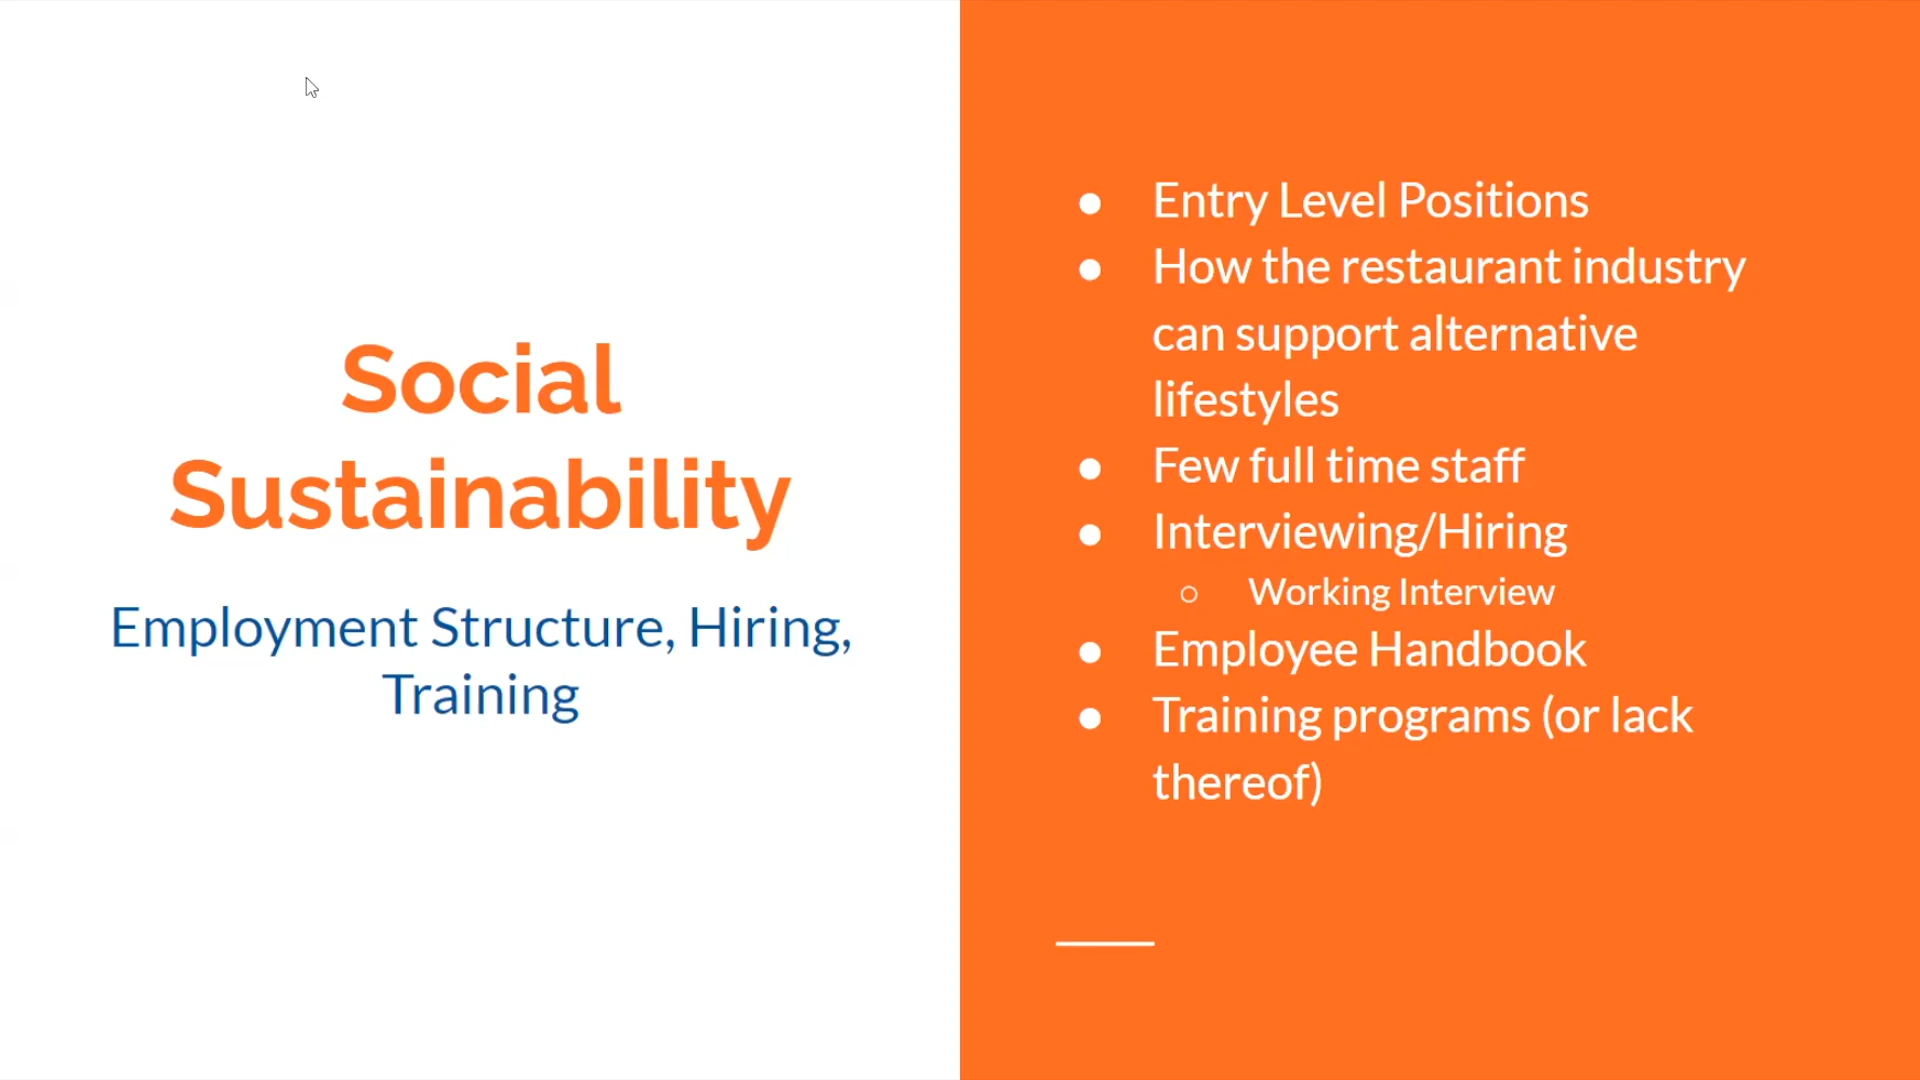 Social
Sustainability
Employment Structure, Hiring,
Training
● Entry Level Positions
● How the restaurant industry
can support alternative
lifestyles
● Few full time staff
● Interviewing/Hiring
○ Working Interview
● Employee Handbook
● Training programs (or lack
thereof)